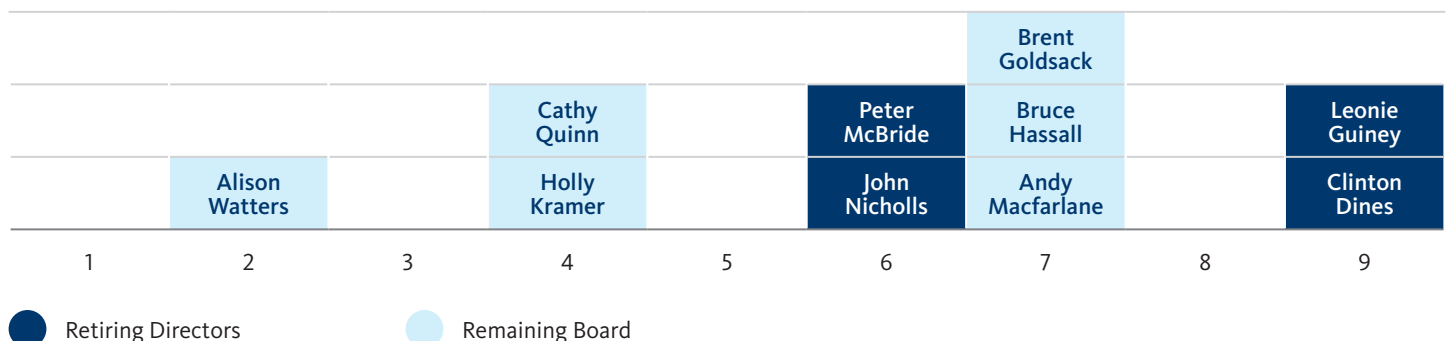 Brent
Goldsack
Cathy
Quinn
Peter
McBride
Bruce
Hassall
Leonie
Guiney
Alison
Watters
Holly
Kramer
John
Nicholls
Andy
Macfarlane
Clinton
Dines
1 2 3 4 5 6 7 8 9
Retiring Directors Remaining Board